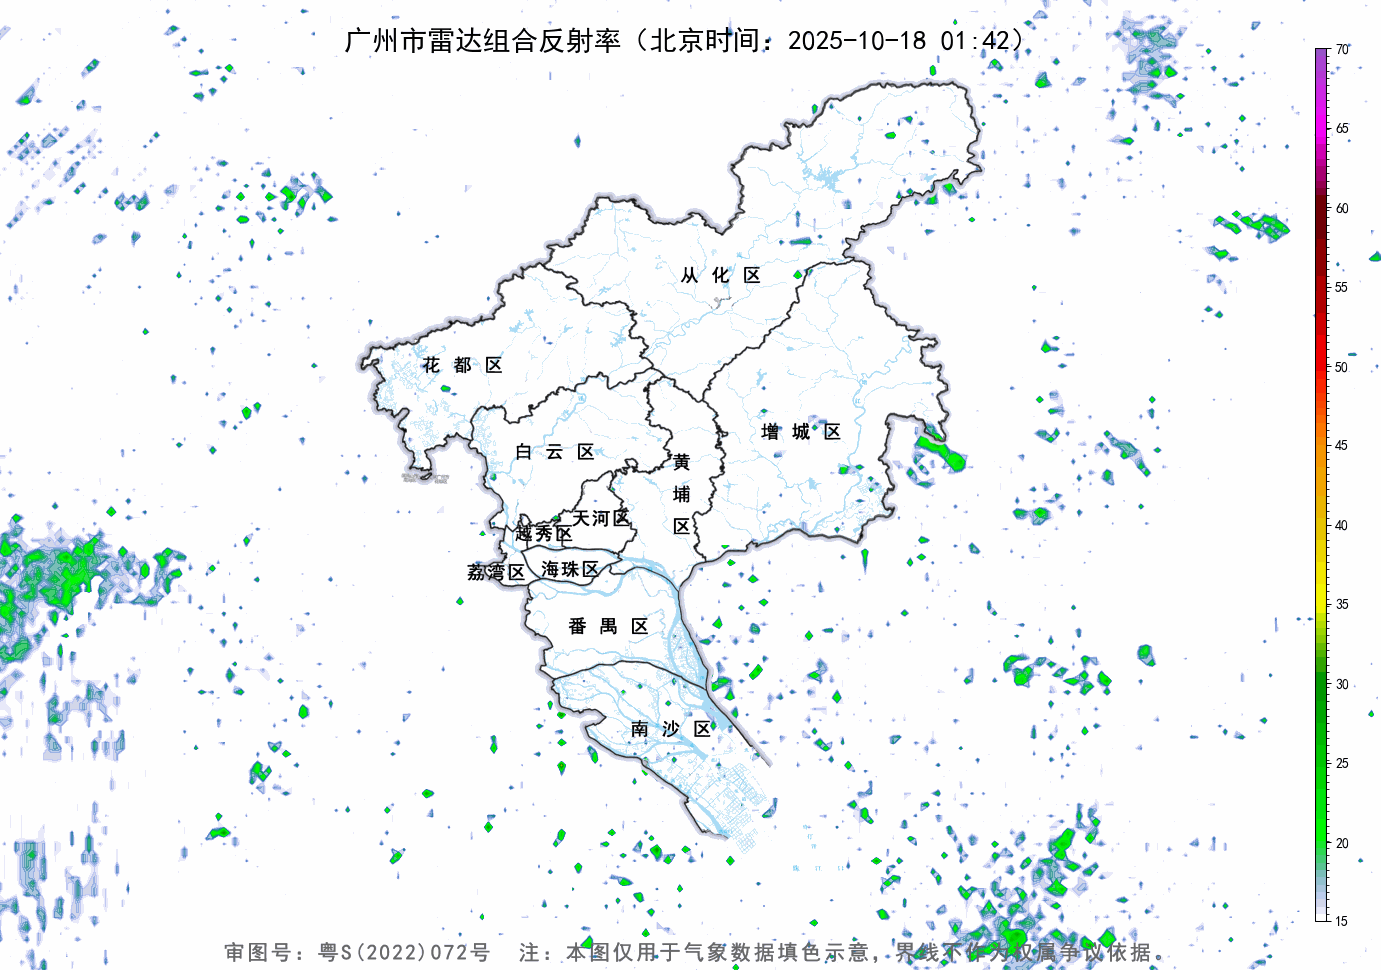 广州市雷达组合反射率（北京时间：2025-10-18 01:42）
70
65
60
55
50
45
40
35
30
25
20
15
从化区
花都区
增城区
白云区
黄埔区
天河区
越秀区
荔湾区
海珠区
番禺区
南沙区
审图号：粤S(2022)072号 注：本图仅用于气象数据填色示意，界线不作为权属争议依据。